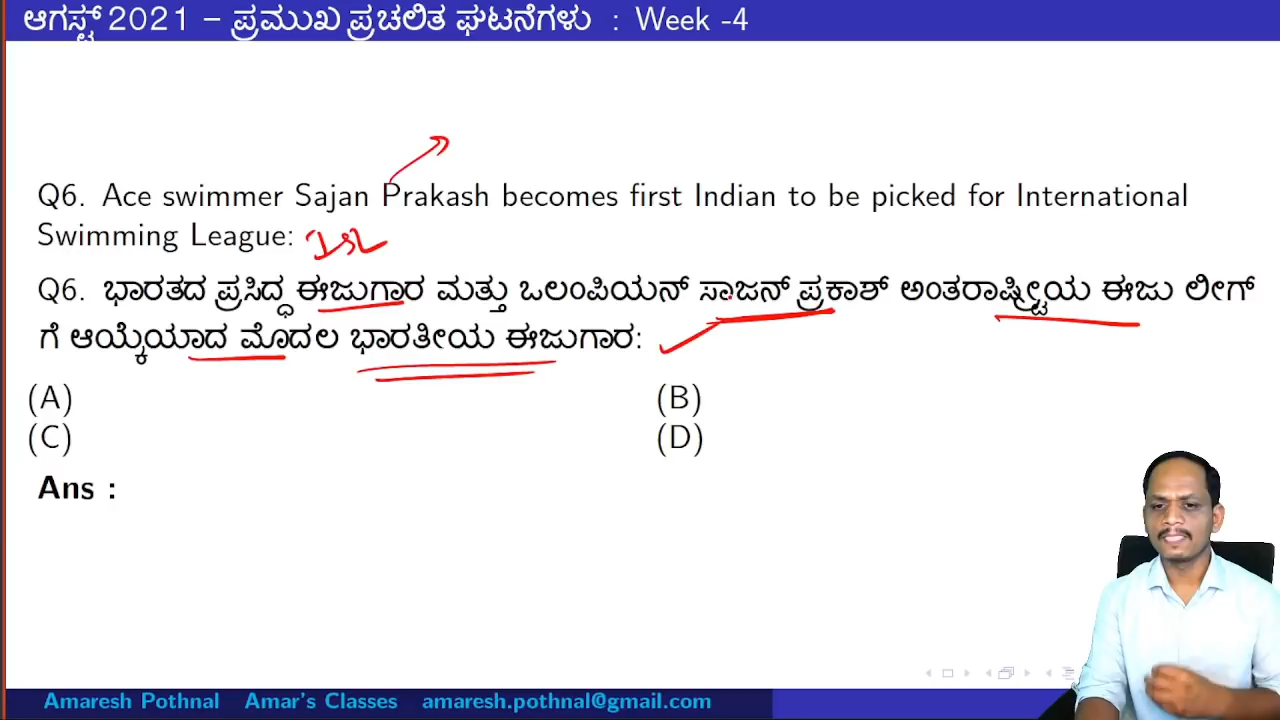 ಆಗಸ್ಟ್ 2021 – ಪ್ರಮುಖ ಪ್ರಚಲಿತ ಘಟನೆಗಳು : Week -4
Q6. Ace swimmer Sajan Prakash becomes first Indian to be picked for International
Swimming League: ISL
Q6. ಭಾರತದ ಪ್ರಸಿದ್ಧ ಈಜುಗಾರ ಮತ್ತು ಒಲಂಪಿಯನ್ ಸಾಜನ್ ಪ್ರಕಾಶ್ ಅಂತರಾಷ್ಟ್ರೀಯ ಈಜು ಲೀಗ್
ಗೆ ಆಯ್ಕೆಯಾದ ಮೊದಲ ಭಾರತೀಯ ಈಜುಗಾರ:
(A) (B)
(C) (D)
Ans :
Amaresh Pothnal Amar's Classes amaresh.pothnal@gmail.com